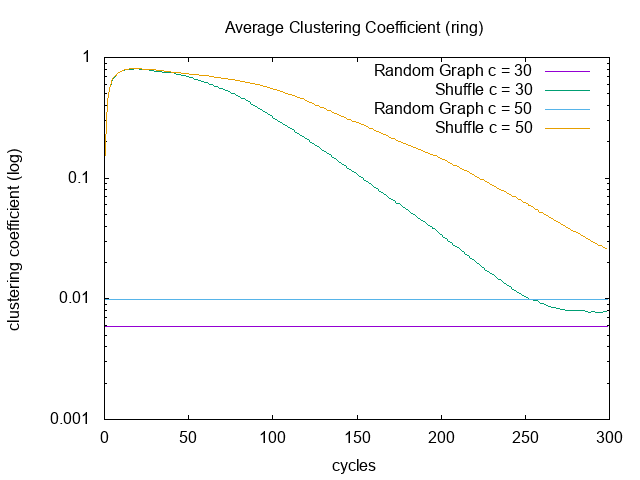 Average Clustering Coefficient (ring)
Random Graph c = 30
Shuffle c = 30
Random Graph c = 50
Shuffle c = 50
clustering coefficient (log)
1
0.1
0.01
0.001
0 50 100 150 200 250 300
cycles